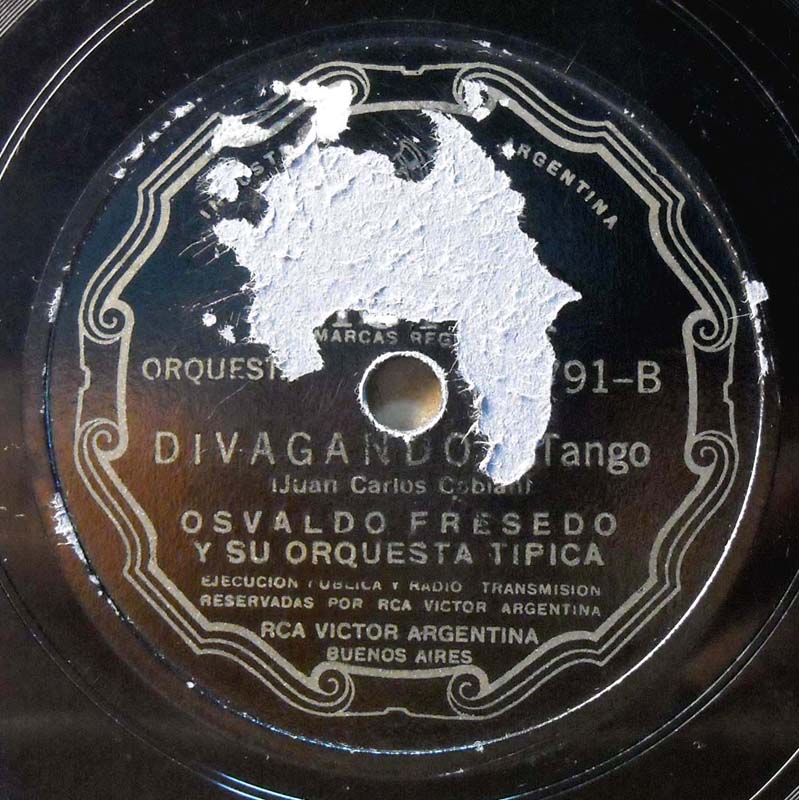 ARGENTINA
MARCAS REG
ORQUEST 791-B
DIVAGANDO Tango
(Juan Carlos Cobian)
OSVALDO FRESEDO
Y SU ORQUESTA TIPICA
EJECUCION PUBLICA Y RADIO TRANSMISION
RESERVADAS POR RCA VICTOR ARGENTINA
RCA VICTOR ARGENTINA
BUENOS AIRES